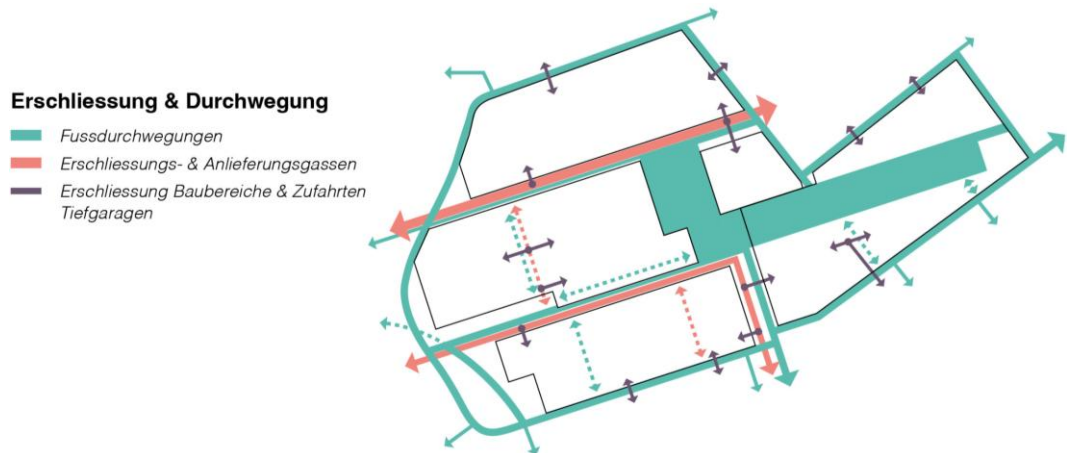 Erschliessung & Durchwegung
Fussdurchwegungen
Erschliessungs- & Anlieferungsgassen
Erschliessung Baubereiche & Zufahrten
Tiefgaragen